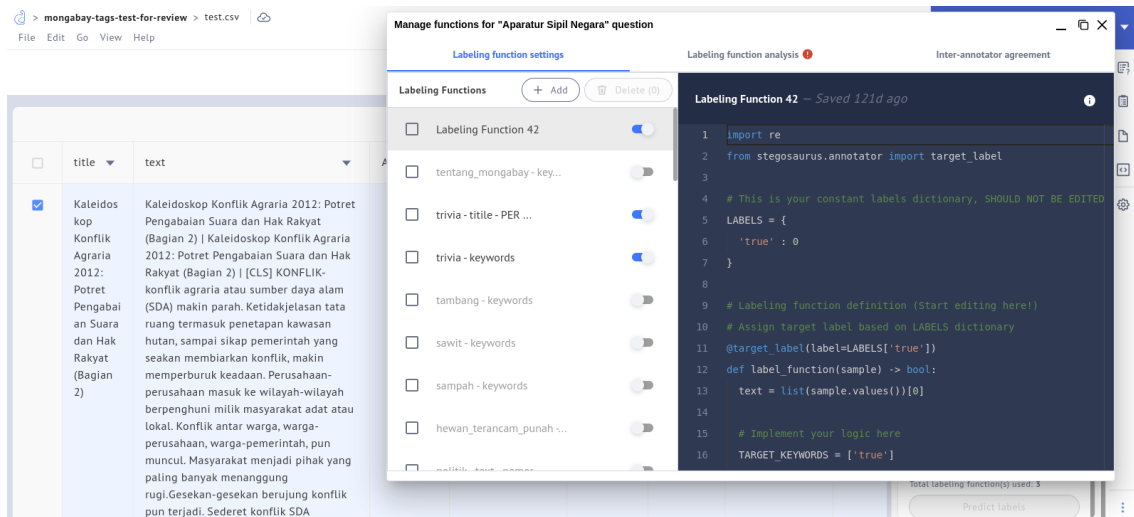 > mongabay-tags-test-for-review > test.csv
File Edit Go View Help
Manage functions for "Aparatur Sipil Negara" question
Labeling function settings
Labeling function analysis
Inter-annotator agreement
Labeling Functions
+ Add
Delete (0)
Labeling Function 42
tentang_mongabay - key...
trivia - titile - PER ...
trivia - keywords
tambang - keywords
sawit - keywords
sampah - keywords
hewan_terancam_punah -...
Labeling Function 42 — Saved 121d ago
1 import re
2 from stegosaurus.annotator import target_label
3
4 # This is your constant labels dictionary, SHOULD NOT BE EDITED
5 LABELS = {
6 'true' : 0
7 }
8
9 # Labeling function definition (Start editing here!)
10 # Assign target label based on LABELS dictionary
11 @target_label(label=LABELS['true'])
12 def label_function(sample) -> bool:
13 text = list(sample.values())[0]
14
15 # Implement your logic here
16 TARGET_KEYWORDS = ['true']
title
text
Kaleidos
kop
Konflik
Agraria
2012:
Potret
Pengabai
an Suara
dan Hak
Rakyat
(Bagian
2)
Kaleidoskop Konflik Agraria 2012: Potret
Pengabaian Suara dan Hak Rakyat
(Bagian 2) | Kaleidoskop Konflik Agraria
2012: Potret Pengabaian Suara dan Hak
Rakyat (Bagian 2) | [CLS] KONFLIK-
konflik agraria atau sumber daya alam
(SDA) makin parah. Ketidakjelasan tata
ruang termasuk penetapan kawasan
hutan, sampai sikap pemerintah yang
seakan membiarkan konflik, makin
memperburuk keadaan. Perusahaan-
perusahaan masuk ke wilayah-wilayah
berpenghuni milik masyarakat adat atau
lokal. Konflik antar warga, warga-
perusahaan, warga-pemerintah, pun
muncul. Masyarakat menjadi pihak yang
paling banyak menanggung
rugi.Gesekan-gesekan berujung konflik
pun terjadi. Sederet konflik SDA
Total labeling function(s) used: 3
Predict labels